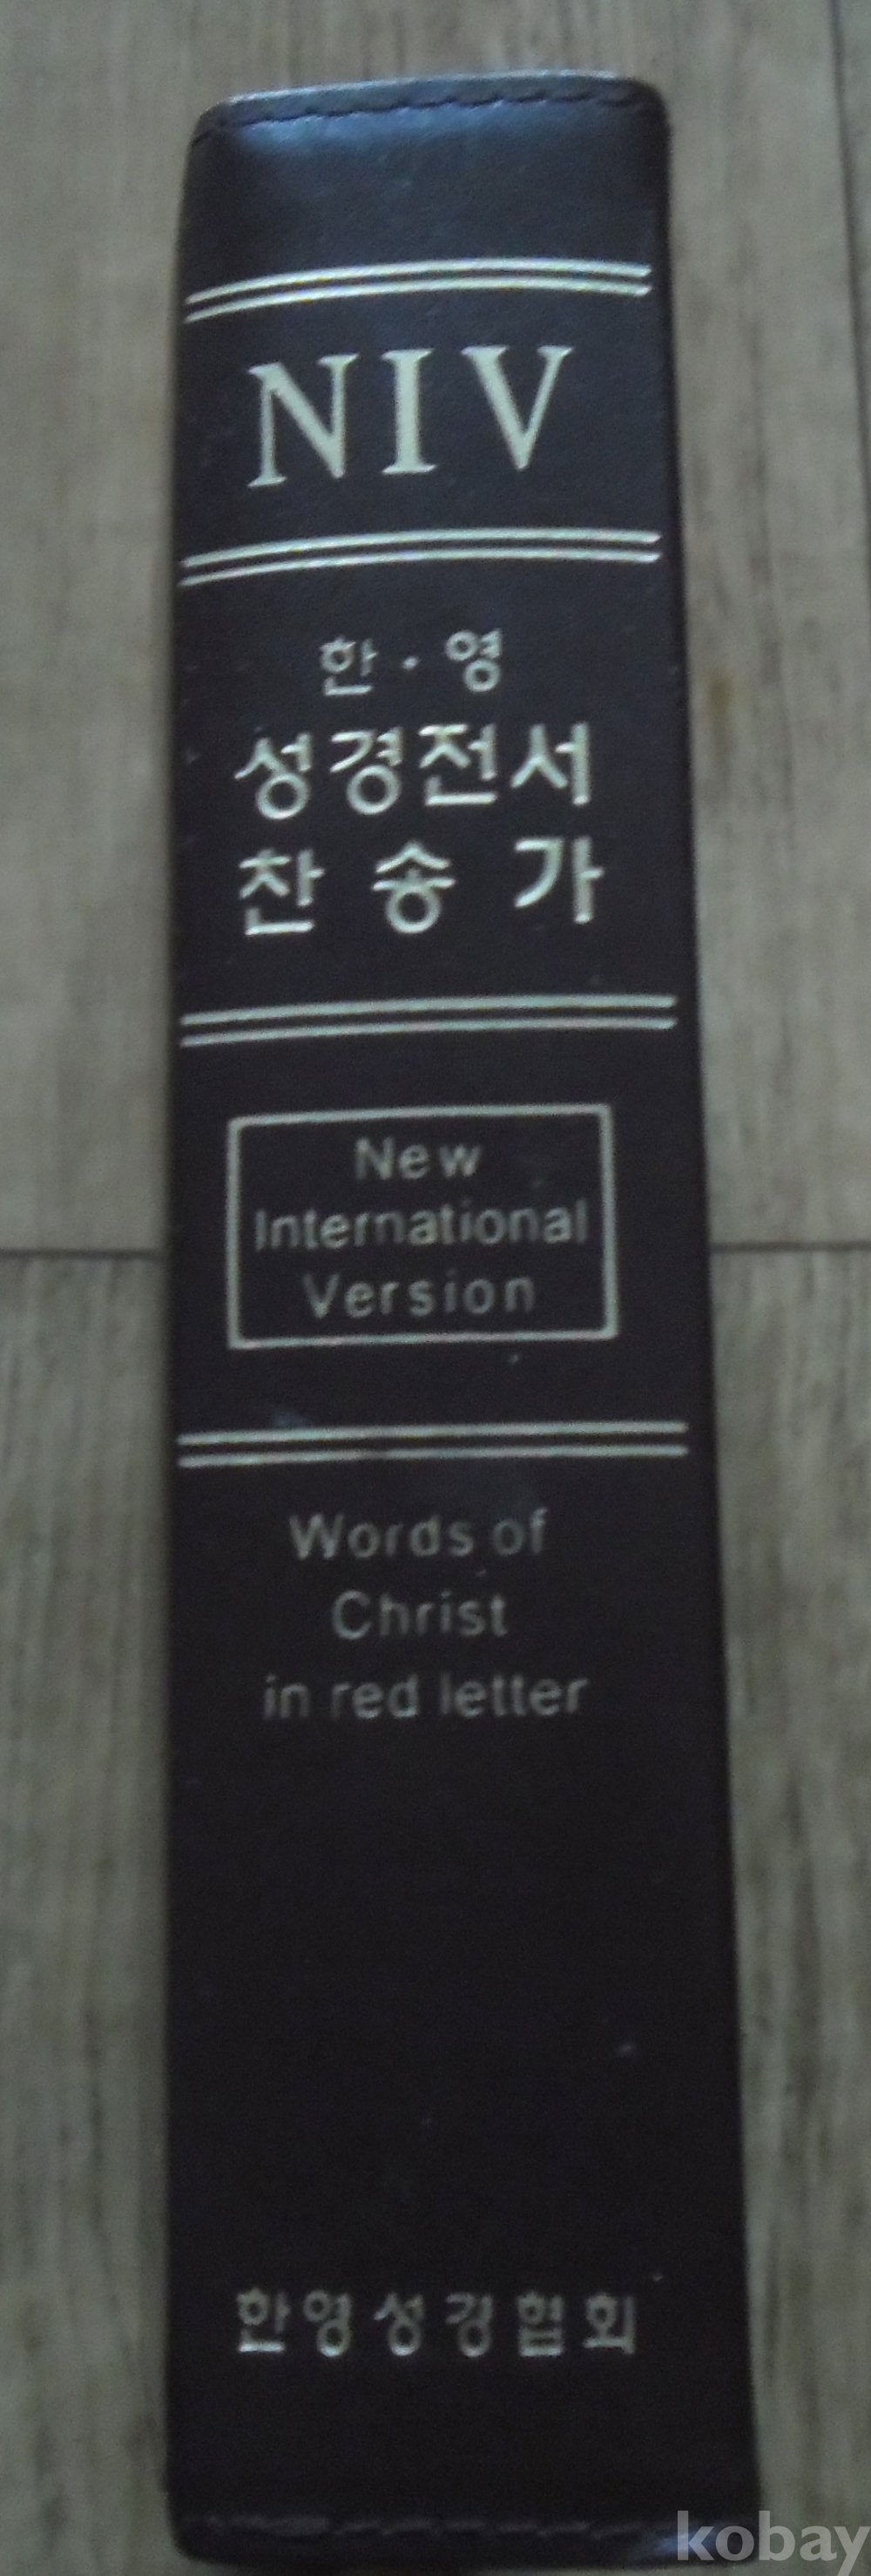 NIV
한·영
성경전서
찬송가
New
International
Version
Words of
Christ
in red letter
한영성경협회
kobay